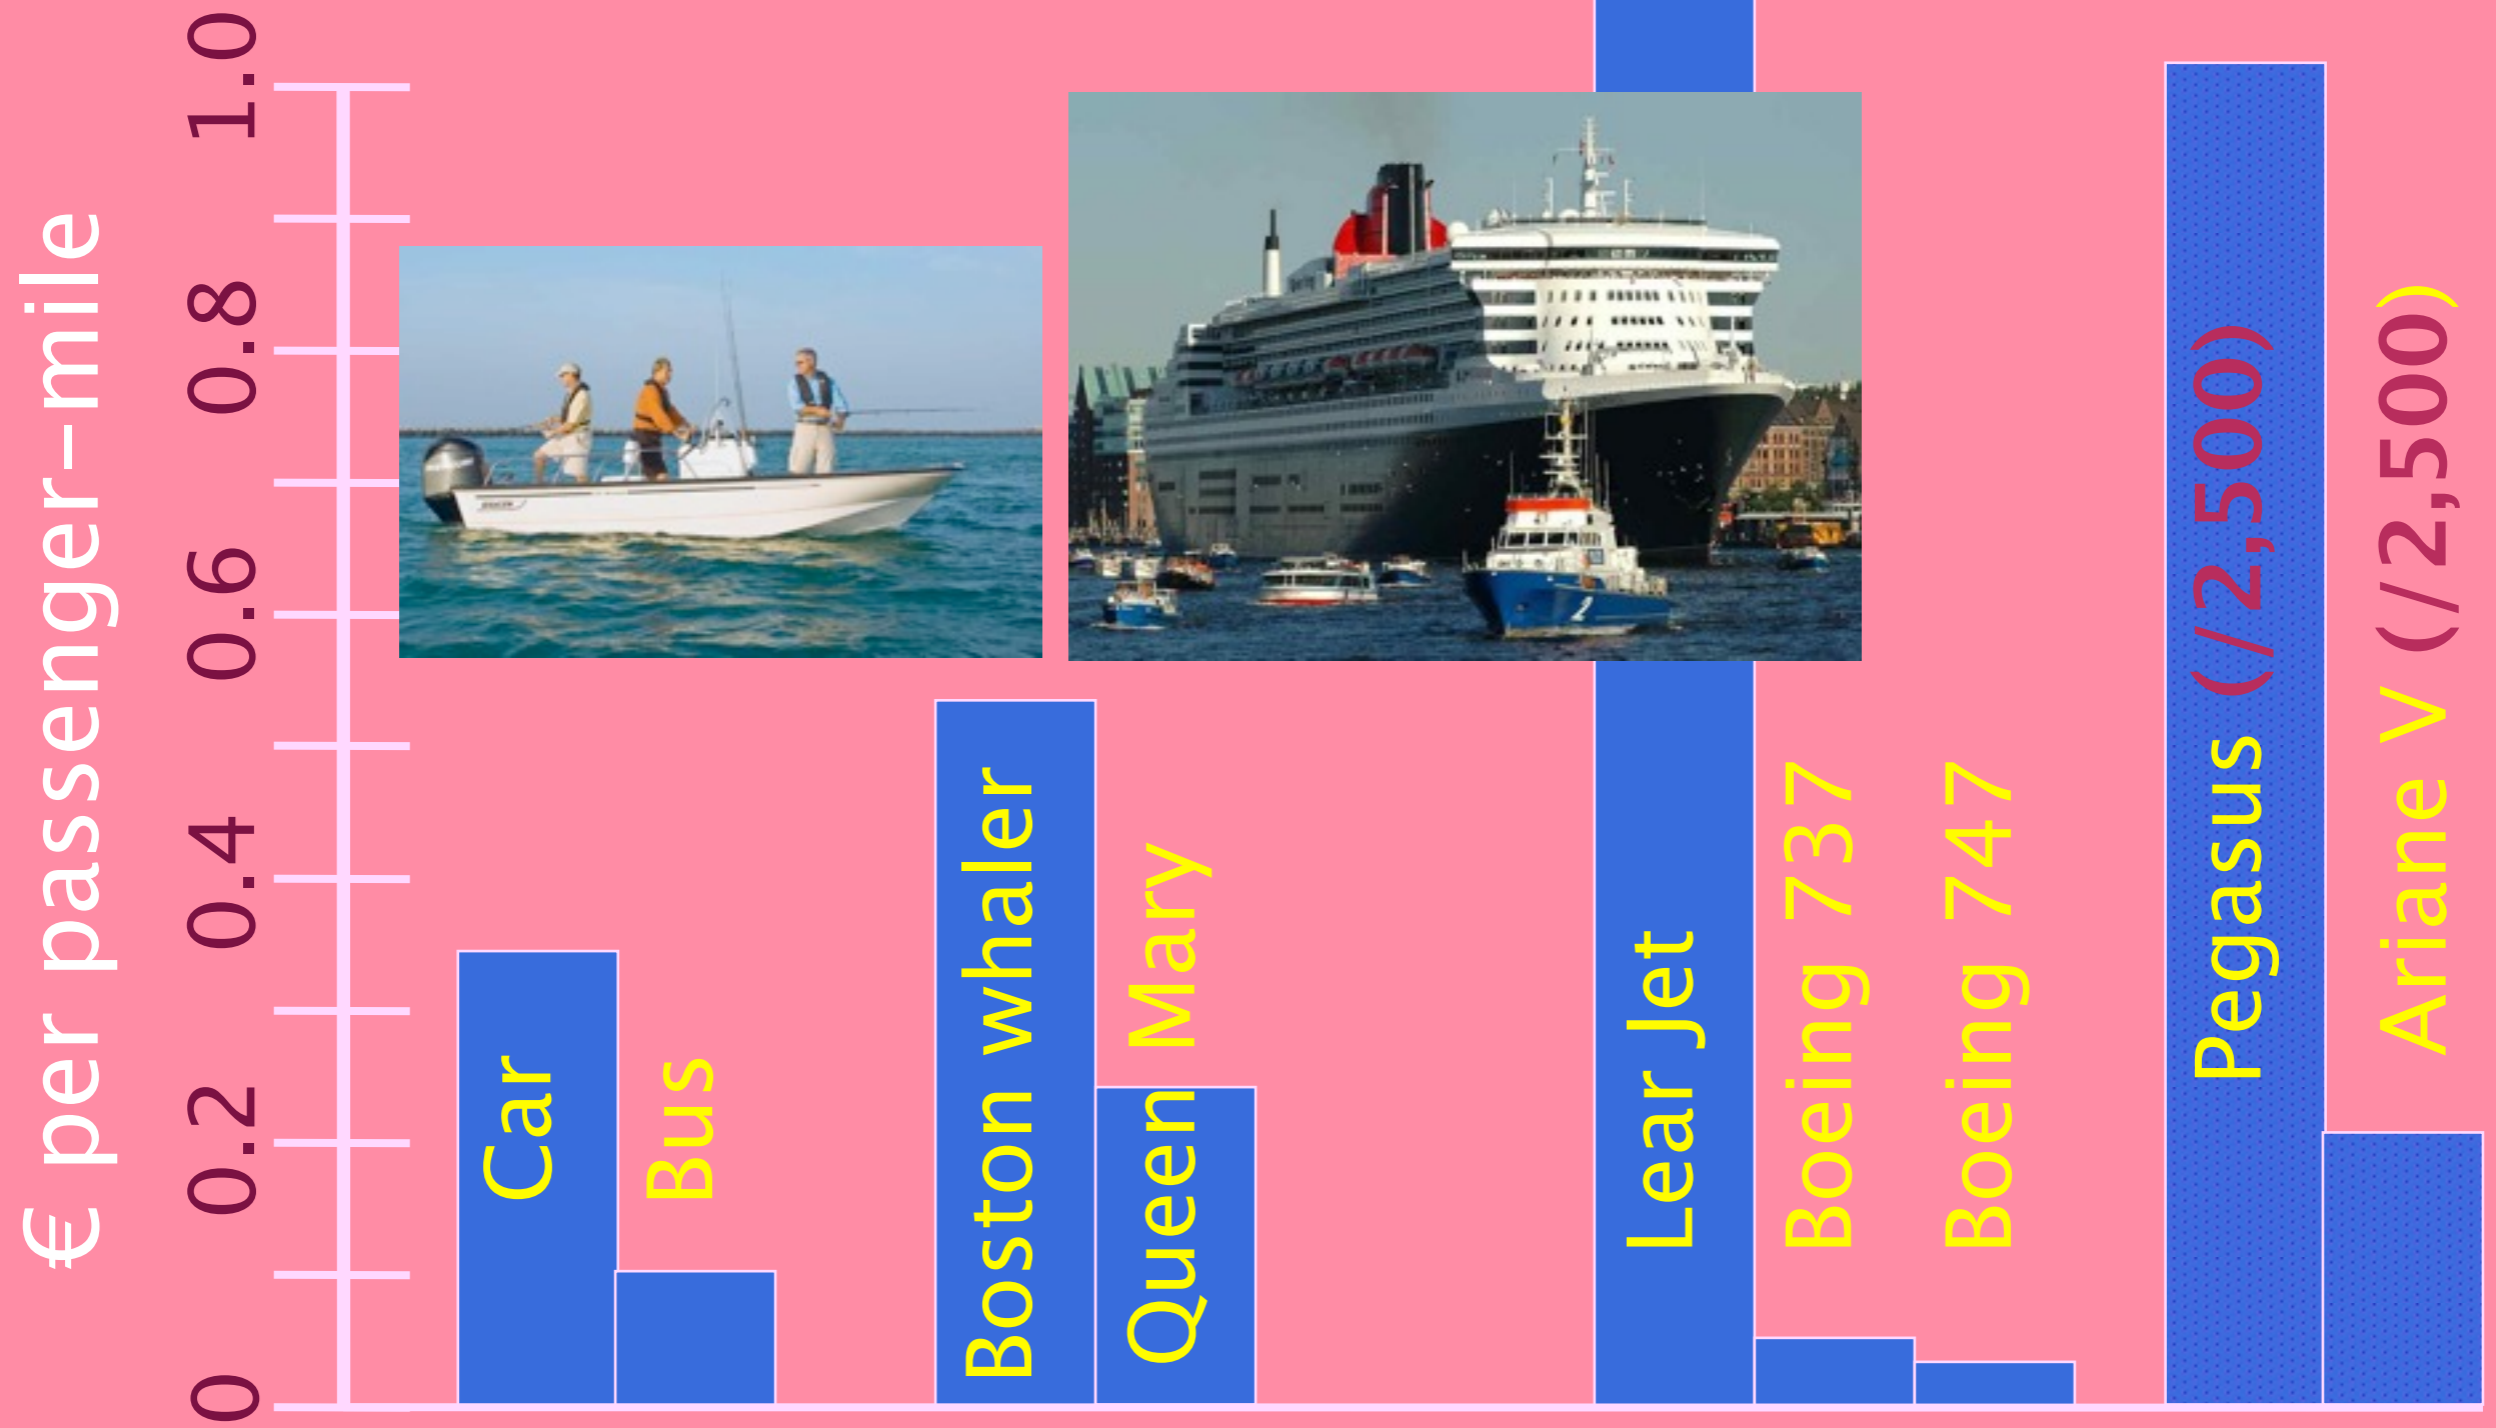 € per passenger–mile
1.0
0.8
0.6
0.4
0.2
0
Car
Bus
Boston whaler
Queen Mary
Lear Jet
Boeing 737
Boeing 747
Pegasus (//2,500)
Ariane V (//2,500)
2